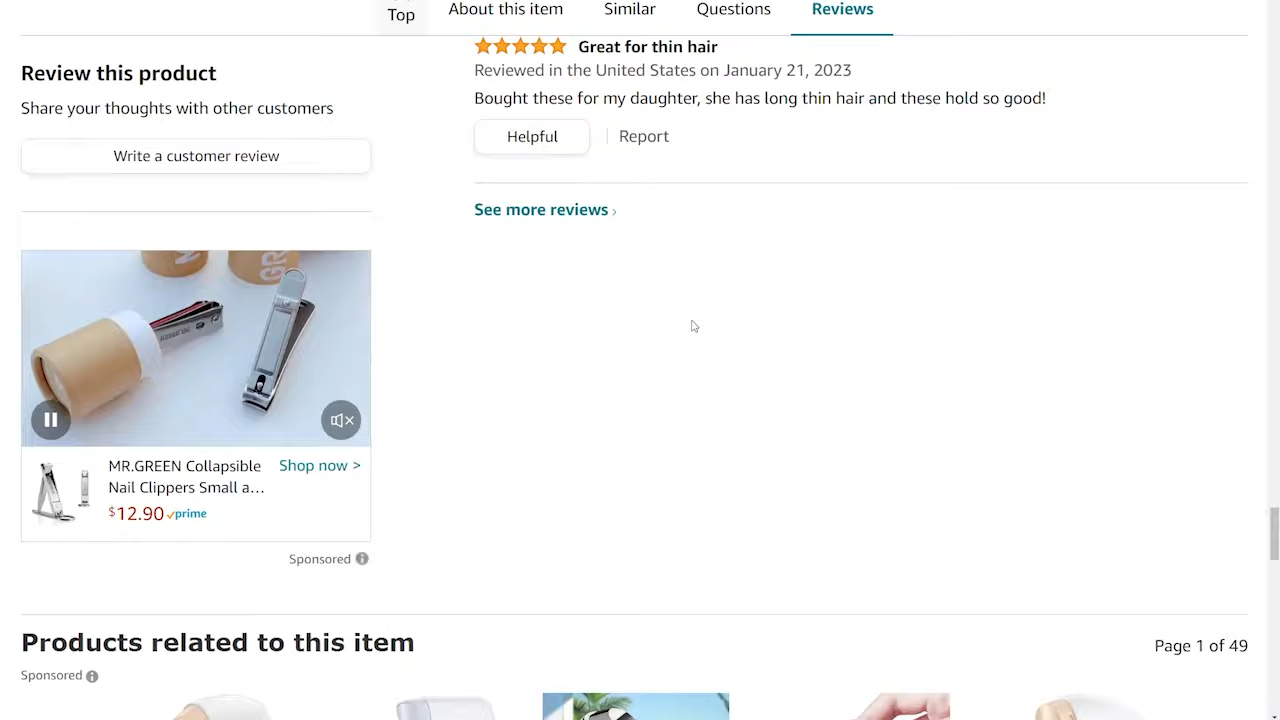 Top
About this item
Similar
Questions
Reviews
Great for thin hair
Reviewed in the United States on January 21, 2023
Bought these for my daughter, she has long thin hair and these hold so good!
Helpful
Report
See more reviews ›
Review this product
Share your thoughts with other customers
Write a customer review
GR
MR.GREEN
MR.GREEN Collapsible
Nail Clippers Small a...
Shop now >
$12.90 prime
Sponsored
Products related to this item
Page 1 of 49
Sponsored